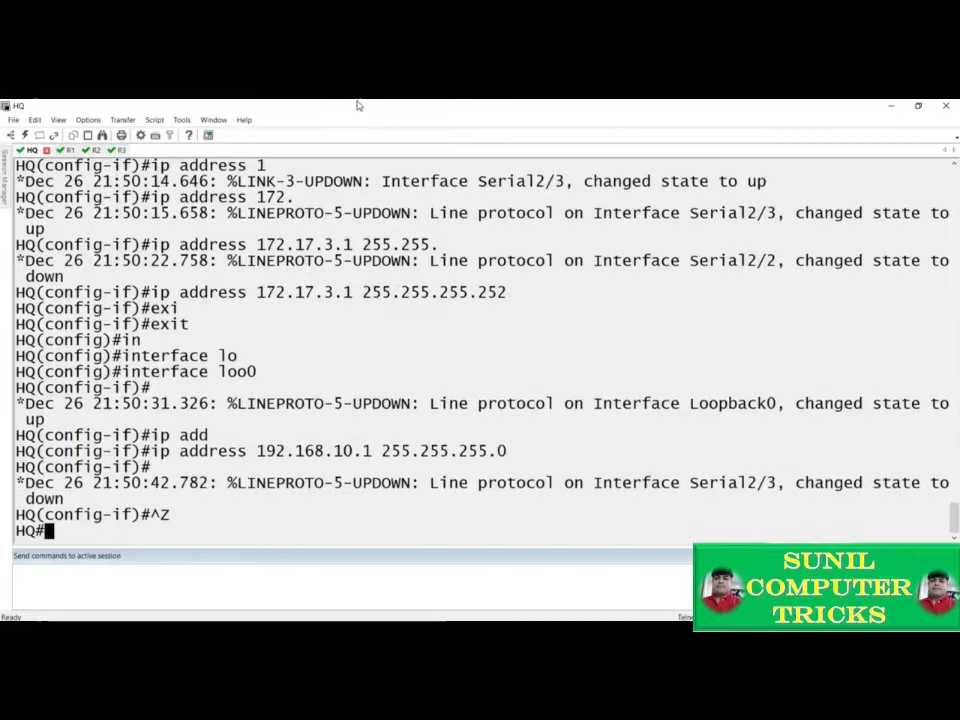 HQ
File Edit View Options Transfer Script Tools Window Help
HQ R1 R2 R3
Session Manager
HQ(config-if)#ip address 1
*Dec 26 21:50:14.646: %LINK-3-UPDOWN: Interface Serial2/3, changed state to up
HQ(config-if)#ip address 172.
*Dec 26 21:50:15.658: %LINEPROTO-5-UPDOWN: Line protocol on Interface Serial2/3, changed state to
up
HQ(config-if)#ip address 172.17.3.1 255.255.
*Dec 26 21:50:22.758: %LINEPROTO-5-UPDOWN: Line protocol on Interface Serial2/2, changed state to
down
HQ(config-if)#ip address 172.17.3.1 255.255.255.252
HQ(config-if)#exi
HQ(config-if)#exit
HQ(config)#in
HQ(config)#interface lo
HQ(config)#interface loo0
HQ(config-if)#
*Dec 26 21:50:31.326: %LINEPROTO-5-UPDOWN: Line protocol on Interface Loopback0, changed state to
up
HQ(config-if)#ip add
HQ(config-if)#ip address 192.168.10.1 255.255.255.0
HQ(config-if)#
*Dec 26 21:50:42.782: %LINEPROTO-5-UPDOWN: Line protocol on Interface Serial2/3, changed state to
down
HQ(config-if)#^Z
HQ#
Send commands to active session
Ready
SUNIL
COMPUTER
TRICKS